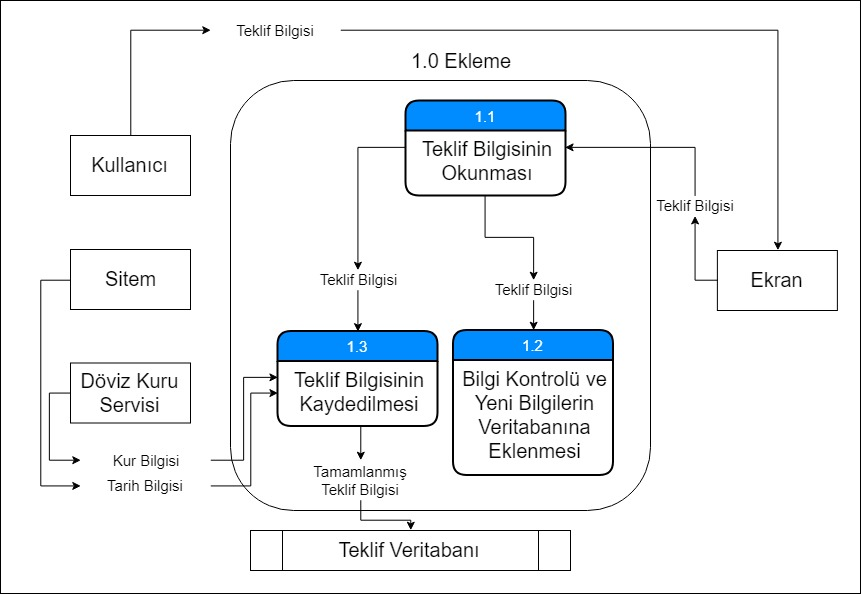 Teklif Bilgisi
1.0 Ekleme
1.1
Teklif Bilgisinin
Okunması
Kullanıcı
Teklif Bilgisi
Sitem
Ekran
Teklif Bilgisi
Teklif Bilgisi
1.3
Teklif Bilgisinin
Kaydedilmesi
1.2
Bilgi Kontrolü ve
Yeni Bilgilerin
Veritabanına
Eklenmesi
Döviz Kuru
Servisi
Kur Bilgisi
Tarih Bilgisi
Tamamlanmış
Teklif Bilgisi
Teklif Veritabanı